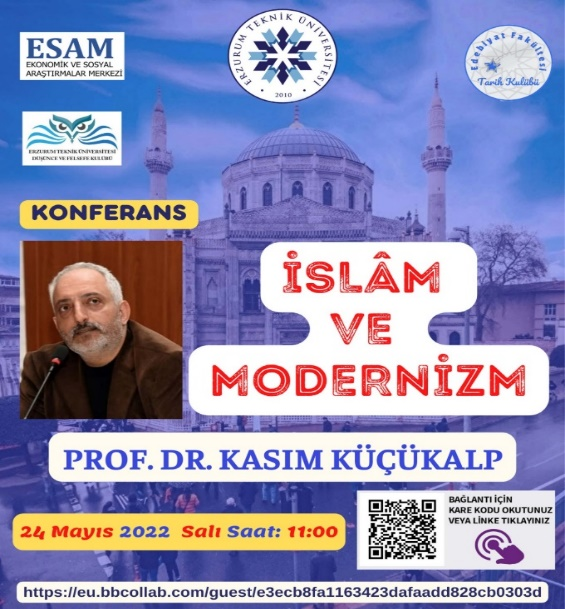 ESAM
EKONOMİK VE SOSYAL
ARAŞTIRMALAR MERKEZİ
ERZURUM TEKNİK ÜNİVERSİTESİ
2010
Edebiyat Fakültesi
Tarih Kulübü
ERZURUM TEKNİK ÜNİVERSİTESİ
DÜŞÜNCE VE FELSEFE KULÜBÜ
KONFERANS
İSLÂM
VE
MODERNİZM
PROF. DR. KASIM KÜÇÜKALP
24 Mayıs 2022 Salı Saat: 11:00
BAĞLANTI İÇİN
KARE KODU OKUTUNUZ
VEYA LİNKE TIKLAYINIZ
https://eu.bbcollab.com/guest/e3ecb8fa1163423dafaadd828cb0303d